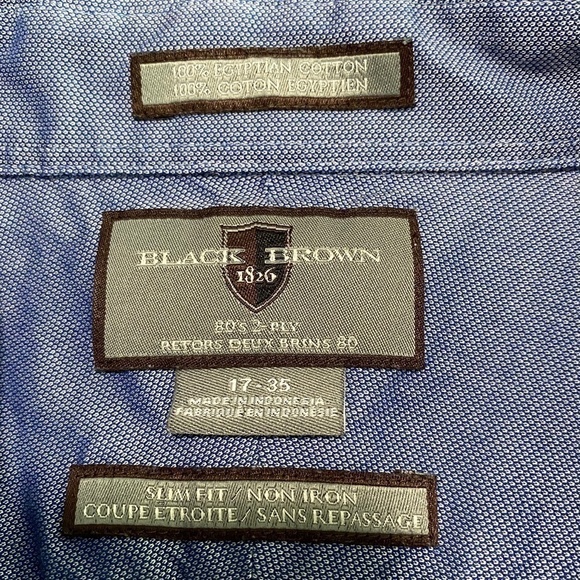 100% EGYPTIAN COTTON
100% COTON EGYPTIEN
BLACK BROWN
1826
80'S 2-PLY
RETORS DEUX BRINS 80
17-35
MADE IN INDONESIA
FABRIQUE EN INDONESIE
SLIM FIT / NON IRON
COUPE ETROITE / SANS REPASSAGE